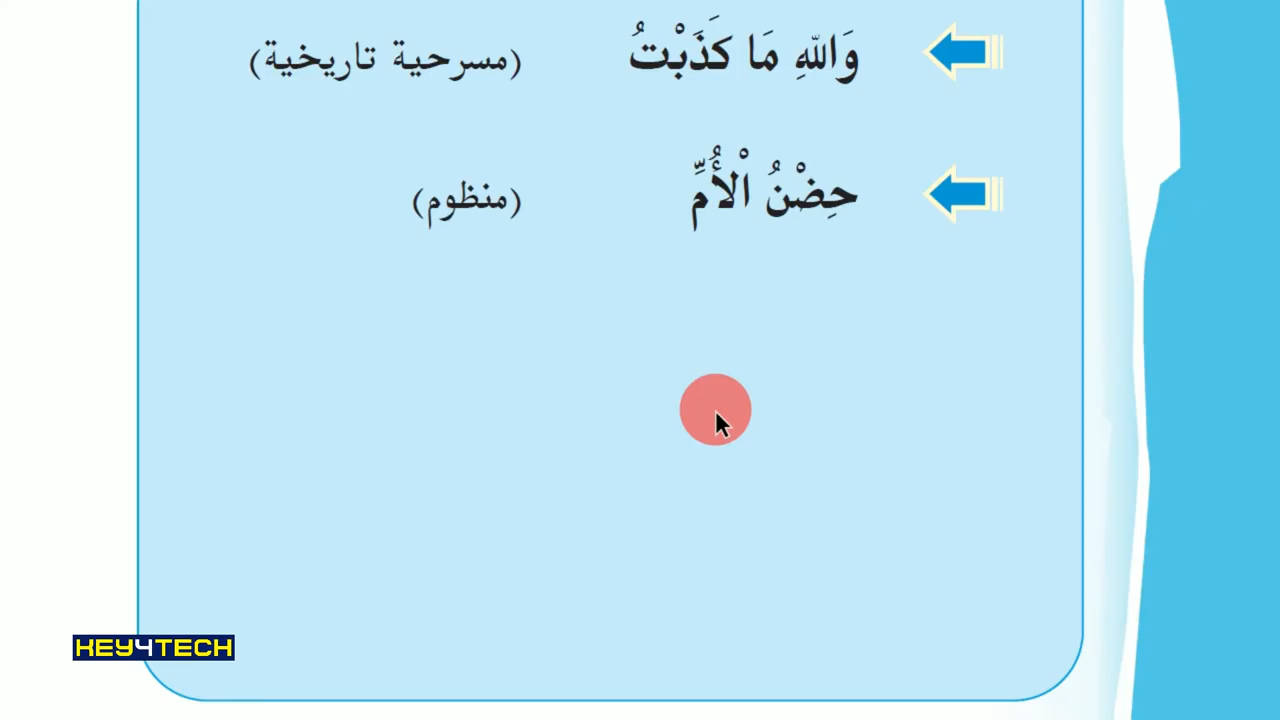 وَاللهِ مَا كَذَبْتُ (مسرحية تاريخية)
حِضْنُ الْأُمِّ (منظوم)
KEY4TECH